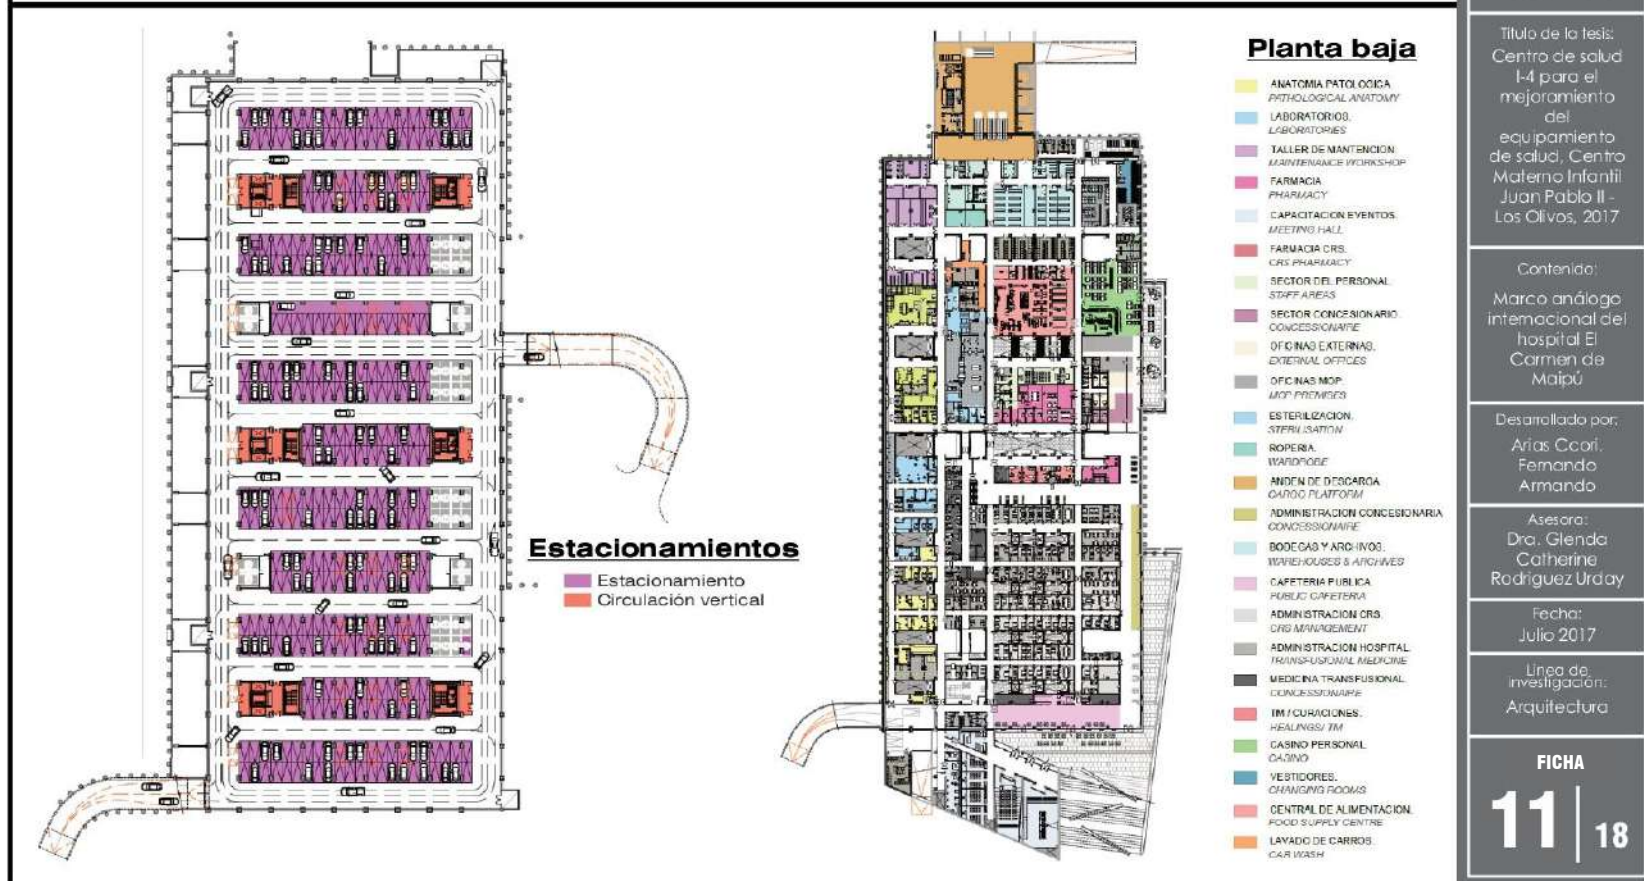 Estacionamientos
Estacionamiento
Circulación vertical
Planta baja
ANATOMIA PATOLOGICA
PATHOLOGICAL ANATOMY
LABORATORIOS.
LABORATORIES
TALLER DE MANTENCION.
MAINTENANCE WORKSHOP
FARMACIA
PHARMACY
CAPACITACION EVENTOS.
MEETING HALL
FARMACIA CRS.
CRS PHARMACY
SECTOR DEL PERSONAL
STAFF AREAS
SECTOR CONCESIONARIO.
CONCESSIONAIRE
OFICINAS EXTERNAS.
EXTERNAL OFFICES
OFICINAS MOP.
MOP PREMISES
ESTERILIZACION.
STERILISATION
ROPERIA.
WARDROBE
ANDEN DE DESCARGA
CARGO PLATFORM
ADMINISTRACION CONCESIONARIA
CONCESSIONAIRE
BODEGAS Y ARCHIVOS.
WAREHOUSES & ARCHIVES
CAFETERIA PUBLICA
PUBLIC CAFETERIA
ADMINISTRACION CRS.
CRS MANAGEMENT
ADMINISTRACION HOSPITAL.
TRANSFUSIONAL MEDICINE
MEDICINA TRANSFUSIONAL
CONCESSIONAIRE
TM / CURACIONES.
HEALINGS/ TM
CASINO PERSONAL
CASINO
VESTIDORES.
CHANGING ROOMS
CENTRAL DE ALIMENTACION.
FOOD SUPPLY CENTRE
LAVADO DE CARROS
CAR WASH
Título de la tesis:
Centro de salud
I-4 para el
mejoramiento
del
equipamiento
de salud, Centro
Materno Infantil
Juan Pablo II -
Los Olivos, 2017
Contenido:
Marco análogo
internacional del
hospital El
Carmen de
Maipú
Desarrollado por:
Arias Ccori,
Fernando
Armando
Asesora:
Dra. Glenda
Catherine
Rodriguez Urday
Fecha:
Julio 2017
Linea de
investigación:
Arquitectura
FICHA
11 | 18